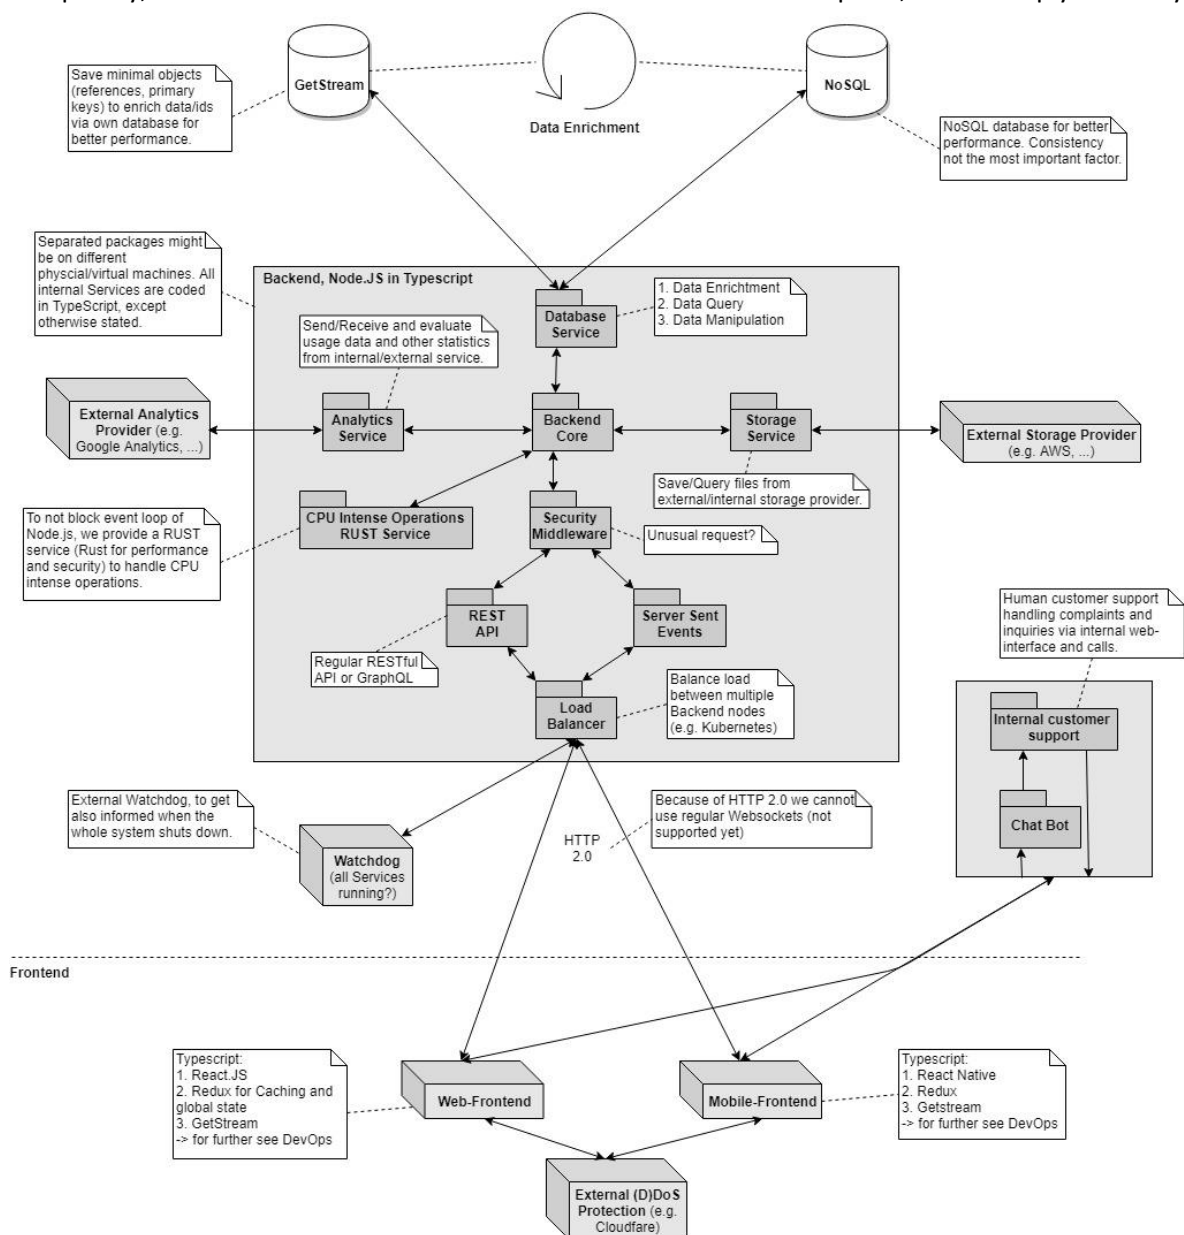 GetStream
NoSQL
Data Enrichment
Save minimal objects
(references, primary
keys) to enrich data/ids
via own database for
better performance.
NoSQL database for better
performance. Consistency
not the most important factor.
Separated packages might
be on different
physcial/virtual machines. All
internal Services are coded
in TypeScript, except
otherwise stated.
Backend, Node.JS in Typescript
Database
Service
1. Data Enrichtment
2. Data Query
3. Data Manipulation
Send/Receive and evaluate
usage data and other statistics
from internal/external service.
External Analytics
Provider (e.g.
Google Analytics, ...)
Analytics
Service
Backend
Core
Storage
Service
External Storage Provider
(e.g. AWS, ...)
Save/Query files from
external/internal storage provider.
To not block event loop of
Node.js, we provide a RUST
service (Rust for performance
and security) to handle CPU
intense operations.
CPU Intense Operations
RUST Service
Security
Middleware
Unusual request?
REST
API
Server Sent
Events
Regular RESTful
API or GraphQL
Load
Balancer
Balance load
between multiple
Backend nodes
(e.g. Kubernetes)
Human customer support
handling complaints and
inquiries via internal web-
interface and calls.
Internal customer
support
Chat Bot
External Watchdog, to get
also informed when the
whole system shuts down.
Watchdog
(all Services
running?)
HTTP
2.0
Because of HTTP 2.0 we cannot
use regular Websockets (not
supported yet)
Frontend
Typescript:
1. React.JS
2. Redux for Caching and
global state
3. GetStream
-> for further see DevOps
Web-Frontend
Mobile-Frontend
Typescript:
1. React Native
2. Redux
3. Getstream
-> for further see DevOps
External (D)DoS
Protection (e.g.
Cloudfare)